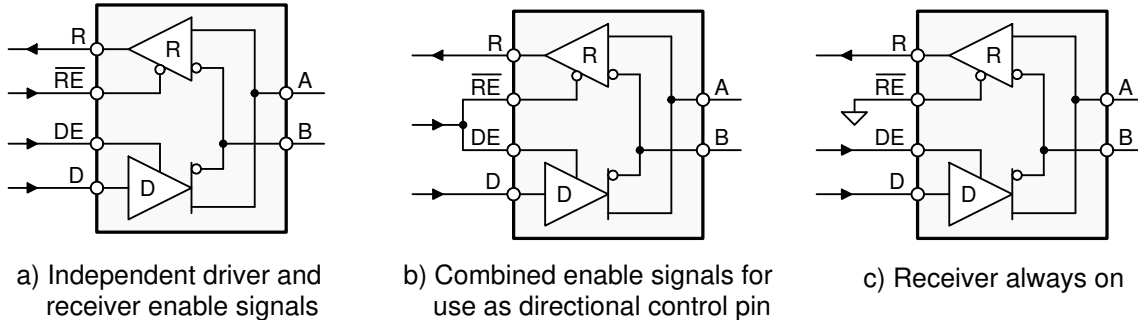 R
R
RE
A
DE
B
D
D
a) Independent driver and
receiver enable signals
R
R
RE
A
DE
B
D
D
b) Combined enable signals for
use as directional control pin
R
R
RE
A
DE
B
D
D
c) Receiver always on